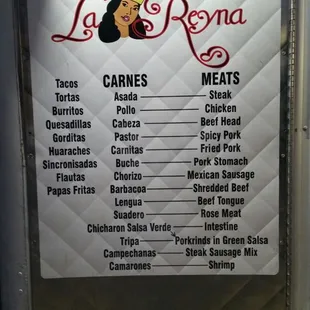 La Reyna
CARNES MEATS
Tacos Asada Steak
Tortas Pollo Chicken
Burritos Cabeza Beef Head
Quesadillas Pastor Spicy Pork
Gorditas Carnitas Fried Pork
Huaraches Buche Pork Stomach
Sincronisadas Chorizo Mexican Sausage
Flautas Barbacoa Shredded Beef
Papas Fritas Lengua Beef Tongue
Suadero Rose Meat
Chicharon Salsa Verde Intestine
Tripa Porkrinds in Green Salsa
Campechanas Steak Sausage Mix
Camarones Shrimp